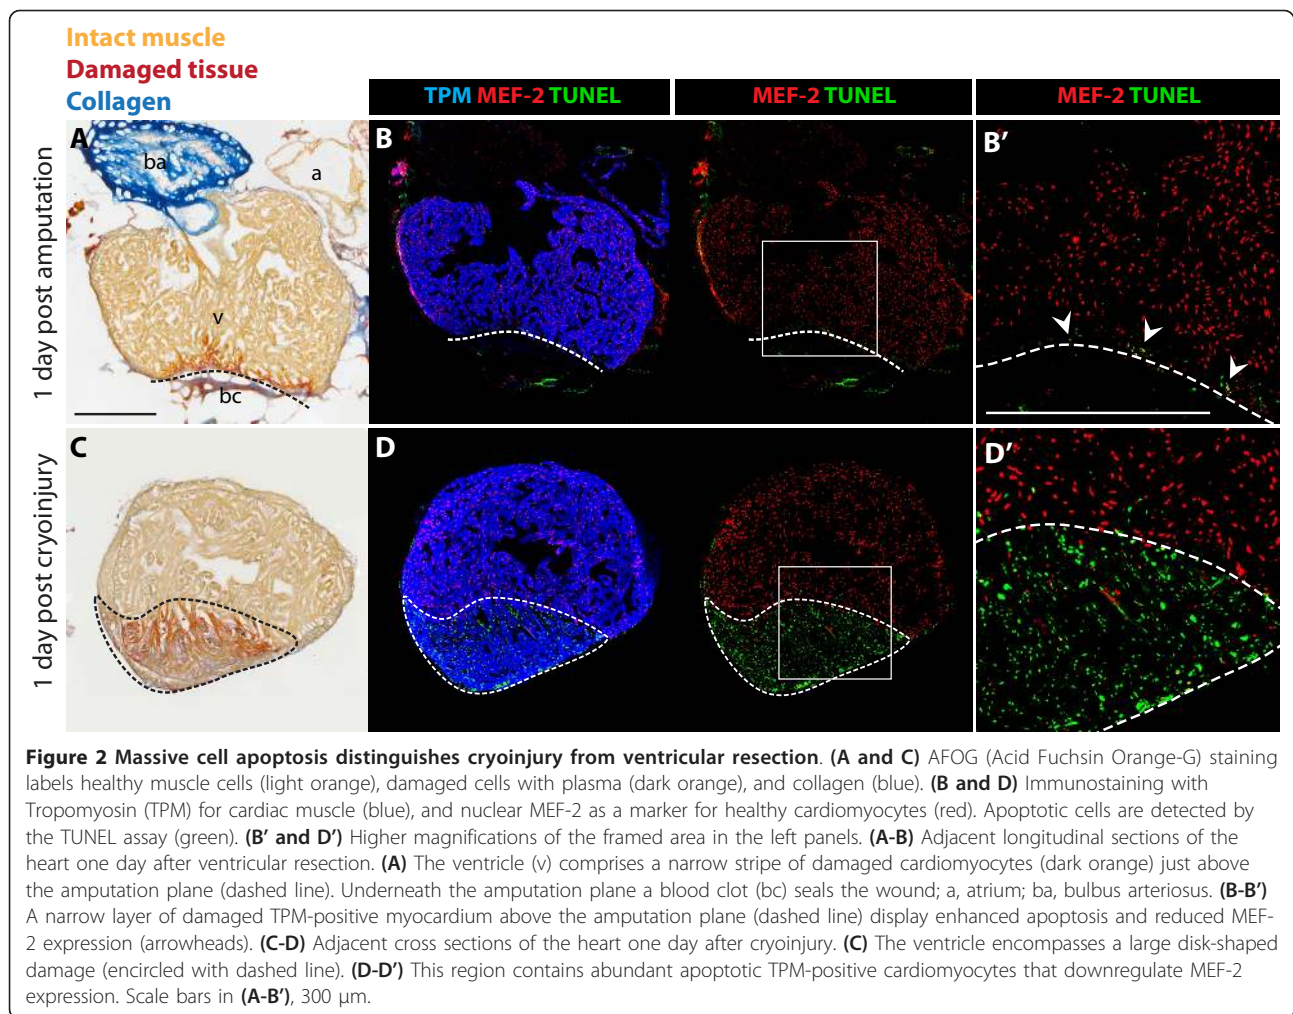 Intact muscle
Damaged tissue
Collagen
TPM MEF-2 TUNEL
MEF-2 TUNEL
MEF-2 TUNEL
1 day post amputation
A
ba
a
v
bc
B
B'
1 day post cryoinjury
C
D
D'
Figure 2 Massive cell apoptosis distinguishes cryoinjury from ventricular resection. (A and C) AFOG (Acid Fuchsin Orange-G) staining
labels healthy muscle cells (light orange), damaged cells with plasma (dark orange), and collagen (blue). (B and D) Immunostaining with
Tropomyosin (TPM) for cardiac muscle (blue), and nuclear MEF-2 as a marker for healthy cardiomyocytes (red). Apoptotic cells are detected by
the TUNEL assay (green). (B' and D') Higher magnifications of the framed area in the left panels. (A-B) Adjacent longitudinal sections of the
heart one day after ventricular resection. (A) The ventricle (v) comprises a narrow stripe of damaged cardiomyocytes (dark orange) just above
the amputation plane (dashed line). Underneath the amputation plane a blood clot (bc) seals the wound; a, atrium; ba, bulbus arteriosus. (B-B')
A narrow layer of damaged TPM-positive myocardium above the amputation plane (dashed line) display enhanced apoptosis and reduced MEF-
2 expression (arrowheads). (C-D) Adjacent cross sections of the heart one day after cryoinjury. (C) The ventricle encompasses a large disk-shaped
damage (encircled with dashed line). (D-D') This region contains abundant apoptotic TPM-positive cardiomyocytes that downregulate MEF-2
expression. Scale bars in (A-B'), 300 μm.